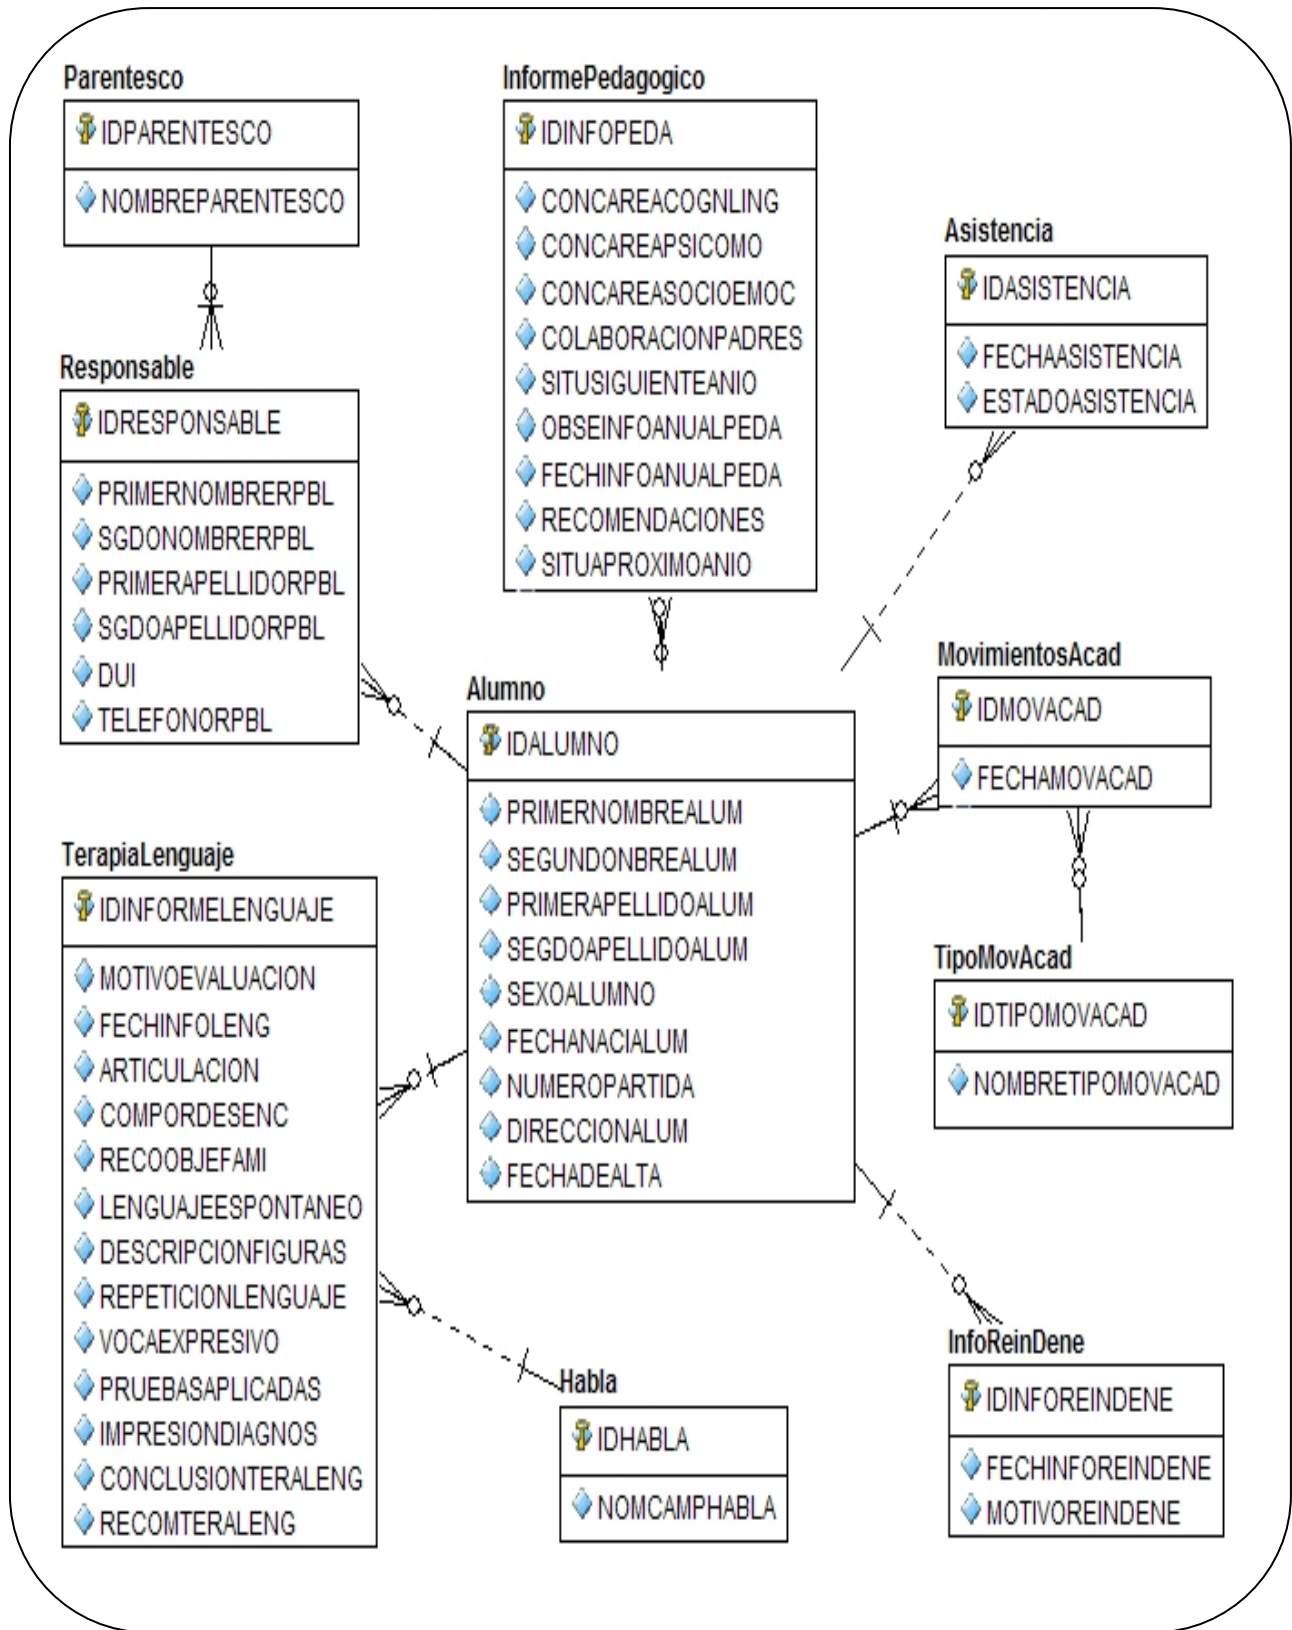 Parentesco
IDPARENTESCO
NOMBREPARENTESCO
InformePedagogico
IDINFOPEDA
CONCAREACOGNLING
CONCAREAPSICOMO
CONCAREASOCIOEMOC
COLABORACIONPADRES
SITUSIGUIENTEANIO
OBSEINFOANUALPEDA
FECHINFOANUALPEDA
RECOMENDACIONES
SITUAPROXIMOANIO
Asistencia
IDASISTENCIA
FECHAASISTENCIA
ESTADOASISTENCIA
Responsable
IDRESPONSABLE
PRIMERNOMBRERPBL
SGDONOMBRERPBL
PRIMERAPELLIDORPBL
SGDOAPELLIDORPBL
DUI
TELEFONORPBL
Alumno
IDALUMNO
PRIMERNOMBREALUM
SEGUNDONBREALUM
PRIMERAPELLIDOALUM
SEGDOAPELLIDOALUM
SEXOALUMNO
FECHANACIALUM
NUMEROPARTIDA
DIRECCIONALUM
FECHADEALTA
MovimientosAcad
IDMOVACAD
FECHAMOVACAD
TipoMovAcad
IDTIPOMOVACAD
NOMBRETIPOMOVACAD
TerapiaLenguaje
IDINFORMELENGUAJE
MOTIVOEVALUACION
FECHINFOLENG
ARTICULACION
COMPORDESENC
RECOOBJEFAMI
LENGUAJEESPONTANEO
DESCRIPCIONFIGURAS
REPETICIONLENGUAJE
VOCAEXPRESIVO
PRUEBASAPLICADAS
IMPRESIONDIAGNOS
CONCLUSIONTERALENG
RECOMTERALENG
Habla
IDHABLA
NOMCAMPHABLA
InfoReinDene
IDINFOREINDENE
FECHINFOREINDENE
MOTIVOREINDENE